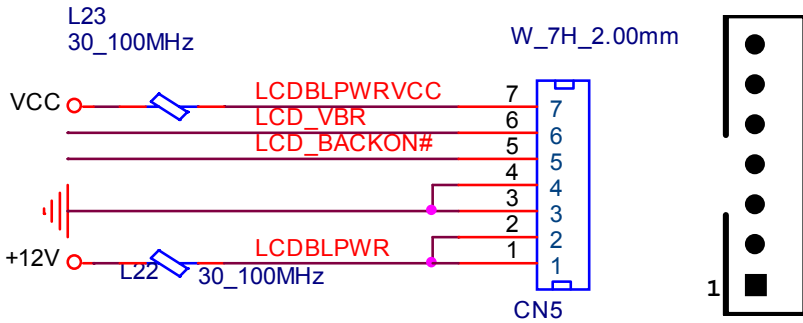 L23
30_100MHz
W_7H_2.00mm
VCC
LCDBLPWRVCC
7
7
LCD_VBR
6
6
LCD_BACKON#
5
5
4
4
3
3
2
2
+12V
LCDBLPWR
1
1
L22
30_100MHz
CN5
1